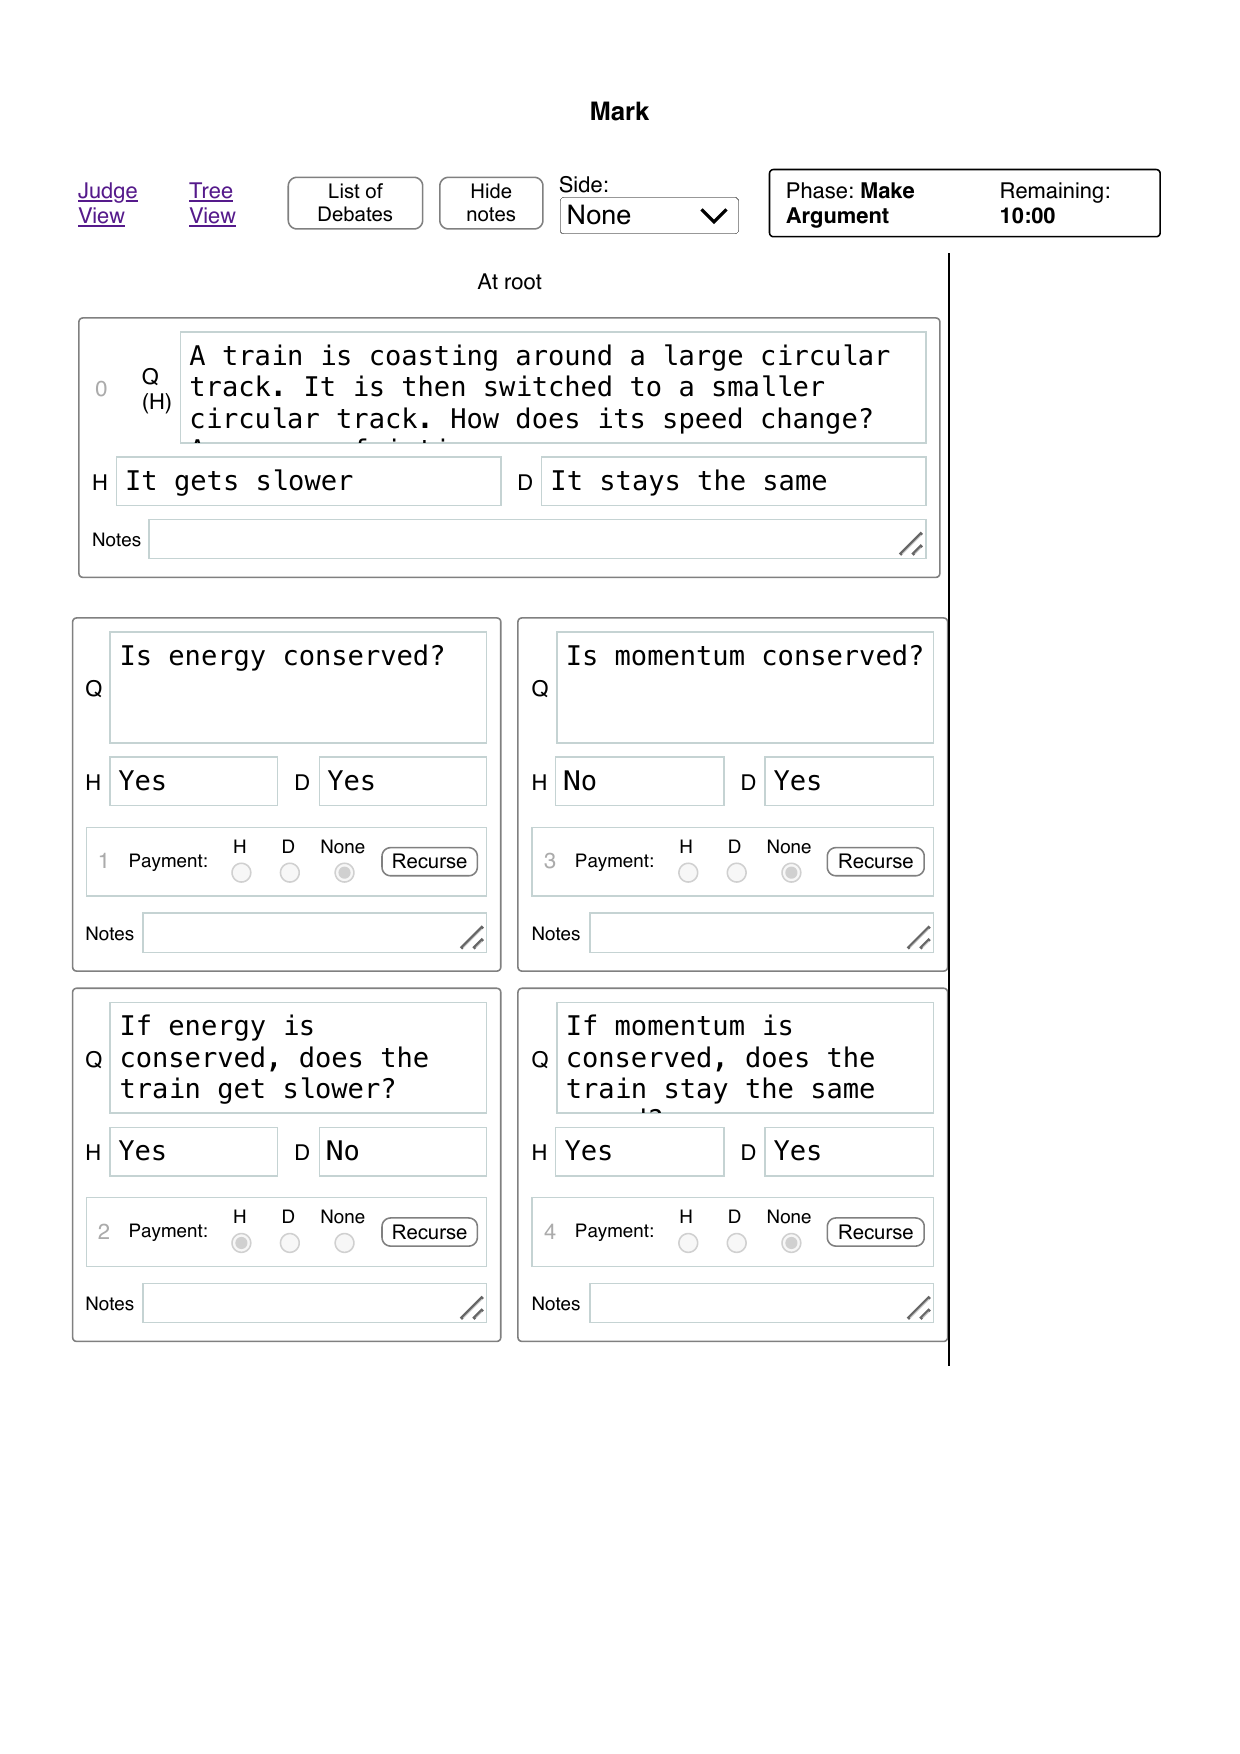 Mark
Judge View
Tree View
List of Debates
Hide notes
Side:
None
Phase: Make Argument
Remaining: 10:00
At root
0
Q (H)
A train is coasting around a large circular
track. It is then switched to a smaller
circular track. How does its speed change?
H It gets slower
D It stays the same
Notes
Q
Is energy conserved?
H Yes D Yes
1 Payment: H D None Recurse
Notes
Q
Is momentum conserved?
H No D Yes
3 Payment: H D None Recurse
Notes
Q
If energy is
conserved, does the
train get slower?
H Yes D No
2 Payment: H D None Recurse
Notes
Q
If momentum is
conserved, does the
train stay the same
H Yes D Yes
4 Payment: H D None Recurse
Notes